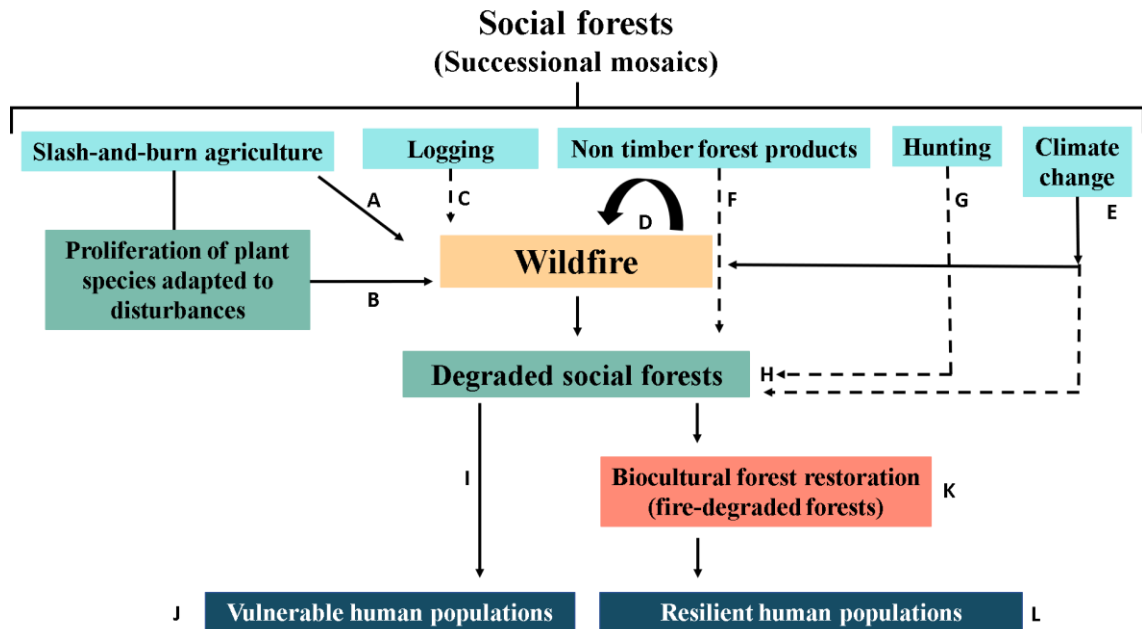 Social forests
(Successional mosaics)
Slash-and-burn agriculture
Logging
Non timber forest products
Hunting
Climate
change
A
C
D
F
G
E
Proliferation of plant
species adapted to
disturbances
B
Wildfire
Degraded social forests
H
I
Biocultural forest restoration
(fire-degraded forests)
K
J
Vulnerable human populations
Resilient human populations
L